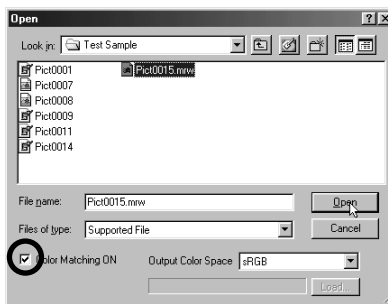 Open
Look in: Test Sample
Pict0001 Pict0015.mrw
Pict0007
Pict0008
Pict0009
Pict0011
Pict0014
File name: Pict0015.mrw Open
Files of type: Supported File Cancel
Color Matching ON Output Color Space sRGB
Load...